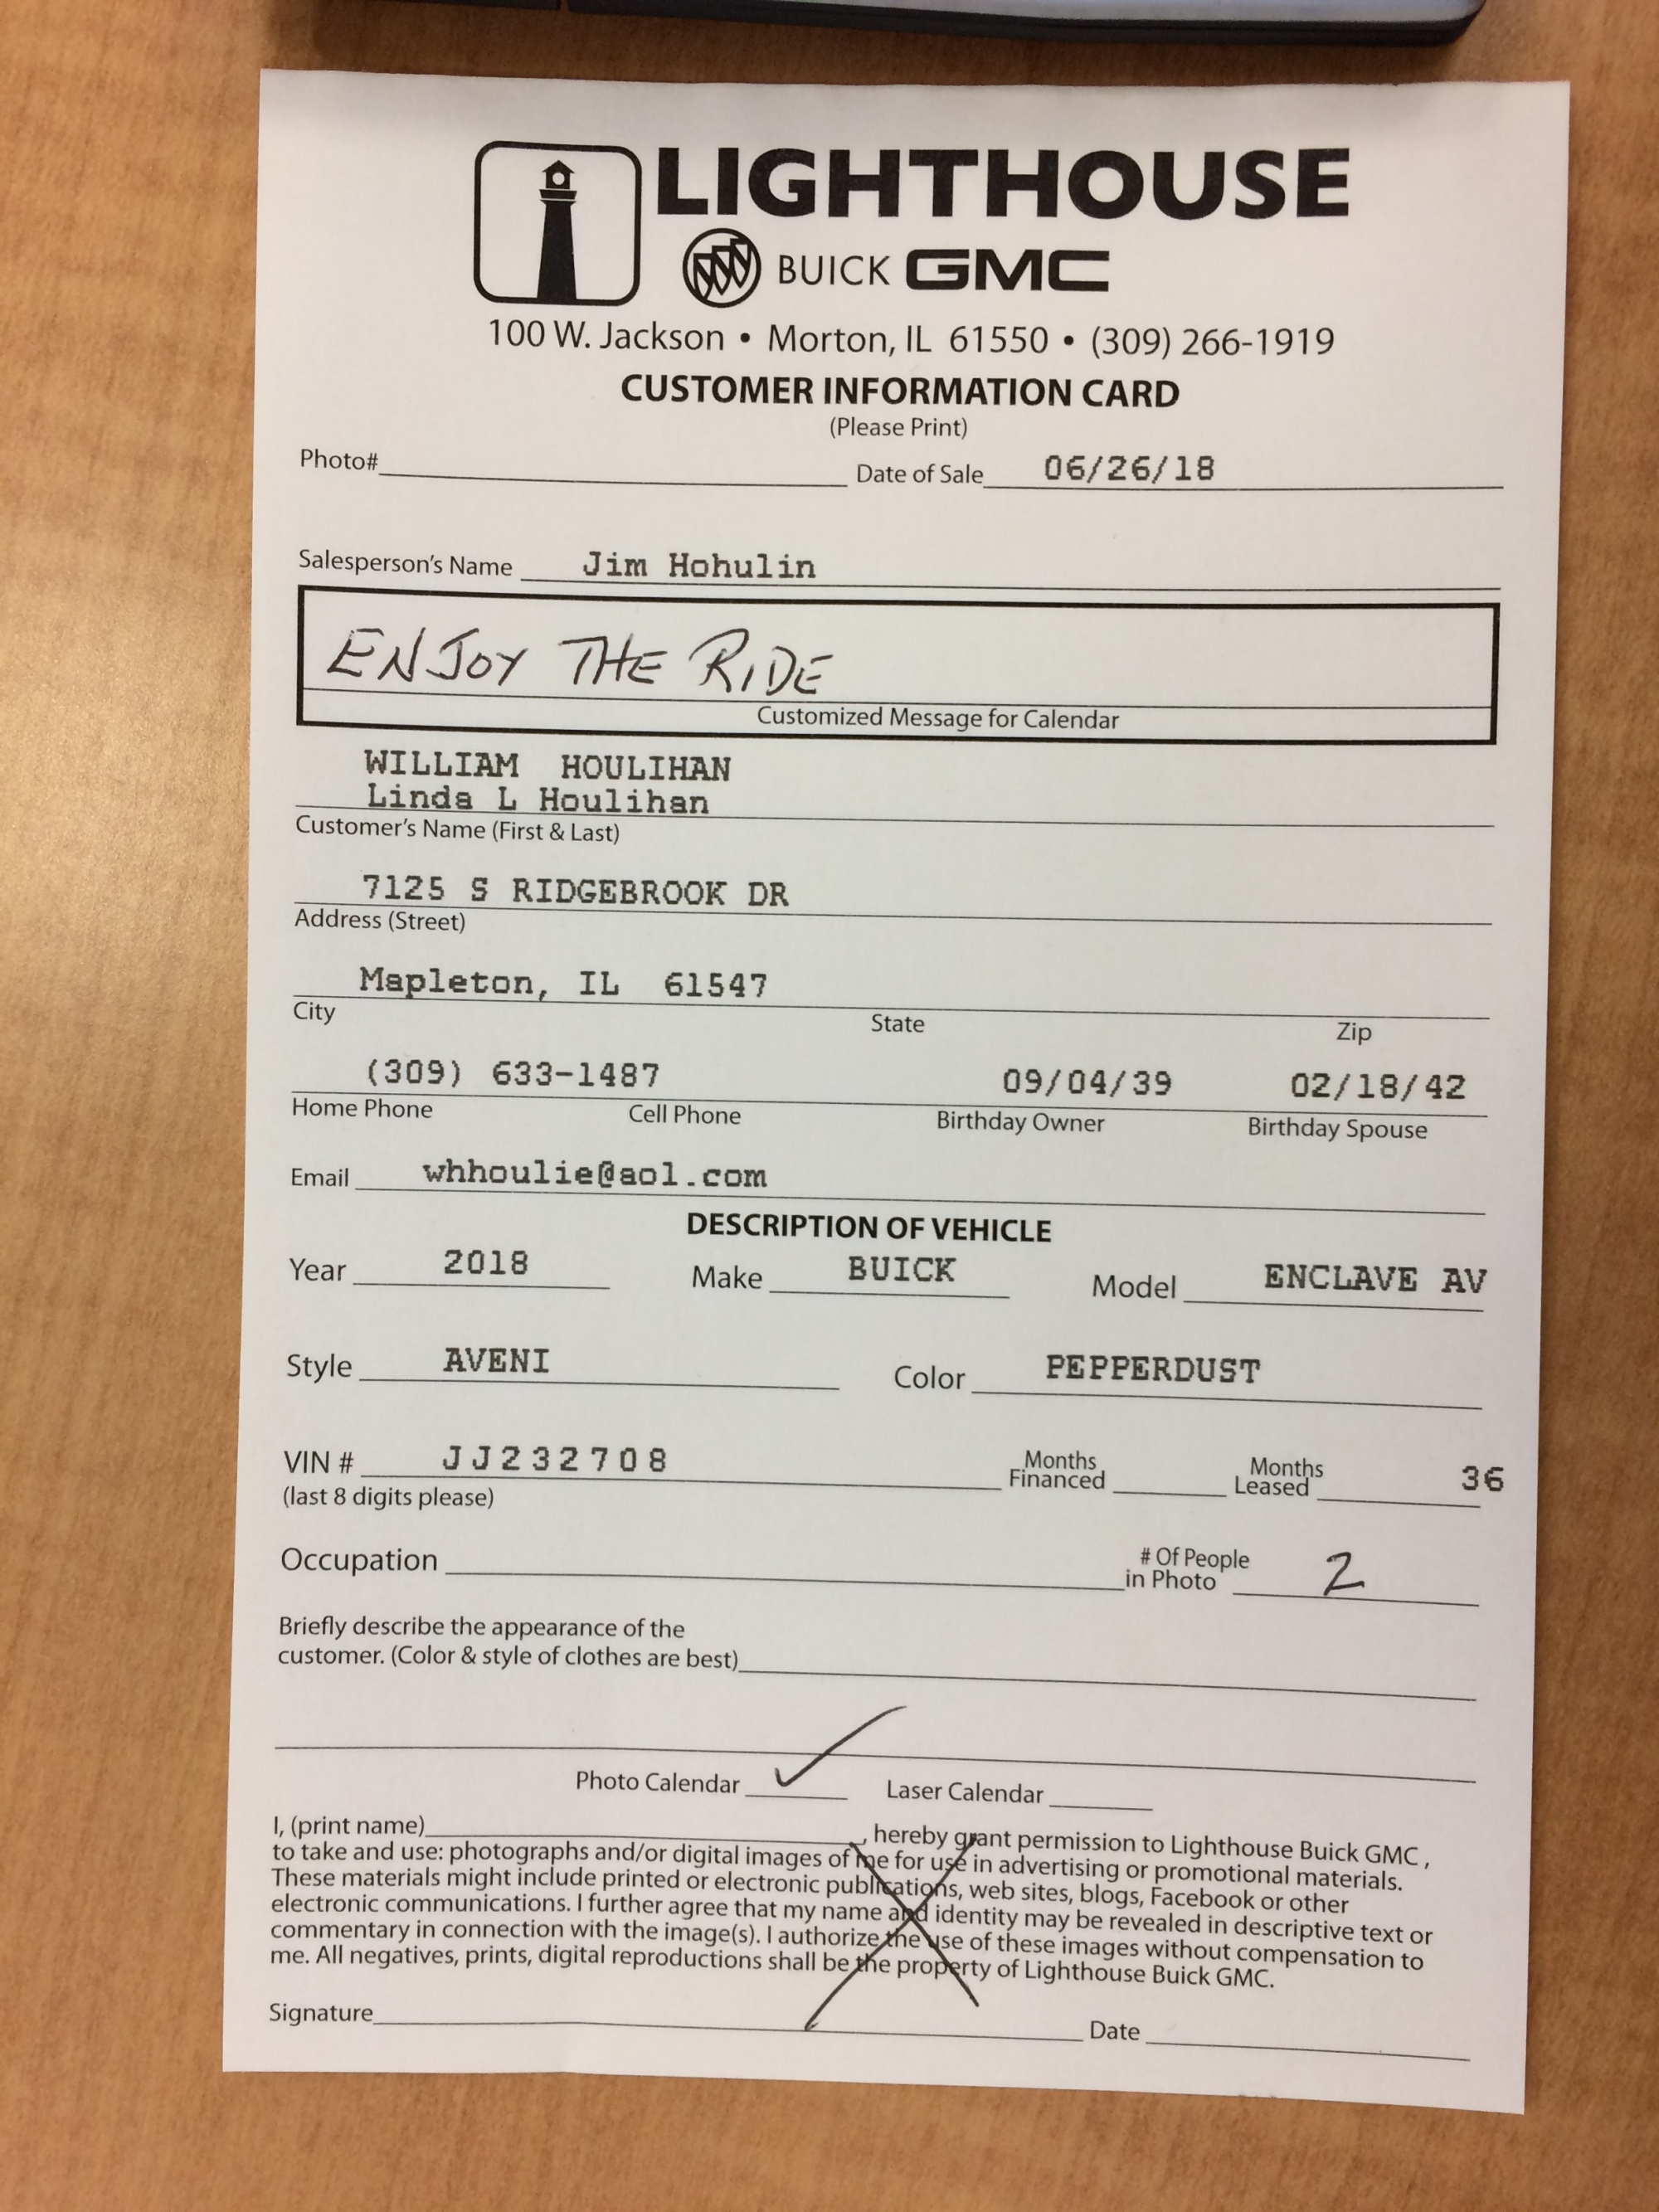 LIGHTHOUSE
BUICK GMC
100 W. Jackson • Morton, IL 61550 • (309) 266-1919
CUSTOMER INFORMATION CARD
(Please Print)
Photo# Date of Sale 06/26/18
Salesperson's Name Jim Hohulin
ENJOY THE RIDE
Customized Message for Calendar
WILLIAM HOULIHAN
Linda L Houlihan
Customer's Name (First & Last)
7125 S RIDGEBROOK DR
Address (Street)
Mapleton, IL 61547
City State Zip
(309) 633-1487 09/04/39 02/18/42
Home Phone Cell Phone Birthday Owner Birthday Spouse
Email whhoulie@aol.com
DESCRIPTION OF VEHICLE
Year 2018 Make BUICK Model ENCLAVE AV
Style AVENI Color PEPPERDUST
VIN # JJ232708 Months Financed Months Leased 36
(last 8 digits please)
Occupation # Of People in Photo 2
Briefly describe the appearance of the
customer. (Color & style of clothes are best)
Photo Calendar ✓ Laser Calendar
I, (print name) , hereby grant permission to Lighthouse Buick GMC ,
to take and use: photographs and/or digital images of me for use in advertising or promotional materials.
These materials might include printed or electronic publications, web sites, blogs, Facebook or other
electronic communications. I further agree that my name and identity may be revealed in descriptive text or
commentary in connection with the image(s). I authorize the use of these images without compensation to
me. All negatives, prints, digital reproductions shall be the property of Lighthouse Buick GMC.
Signature Date